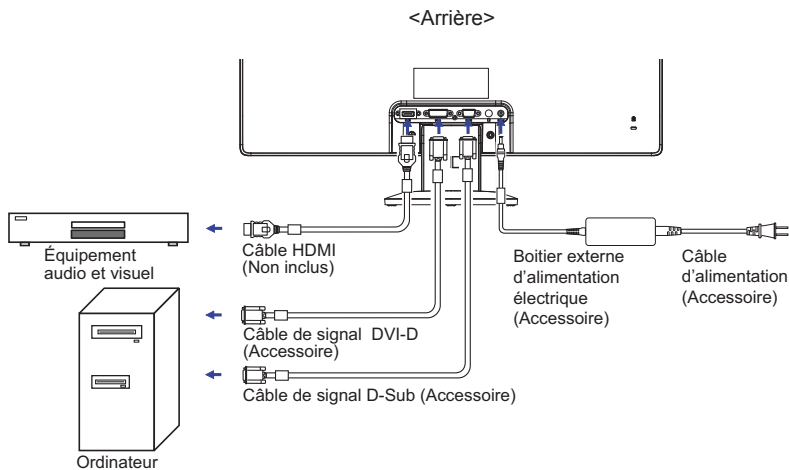 <Arrière>
Équipement
audio et visuel
Câble HDMI
(Non inclus)
Boitier externe
d'alimentation
électrique
(Accessoire)
Câble
d'alimentation
(Accessoire)
Câble de signal DVI-D
(Accessoire)
Câble de signal D-Sub (Accessoire)
Ordinateur